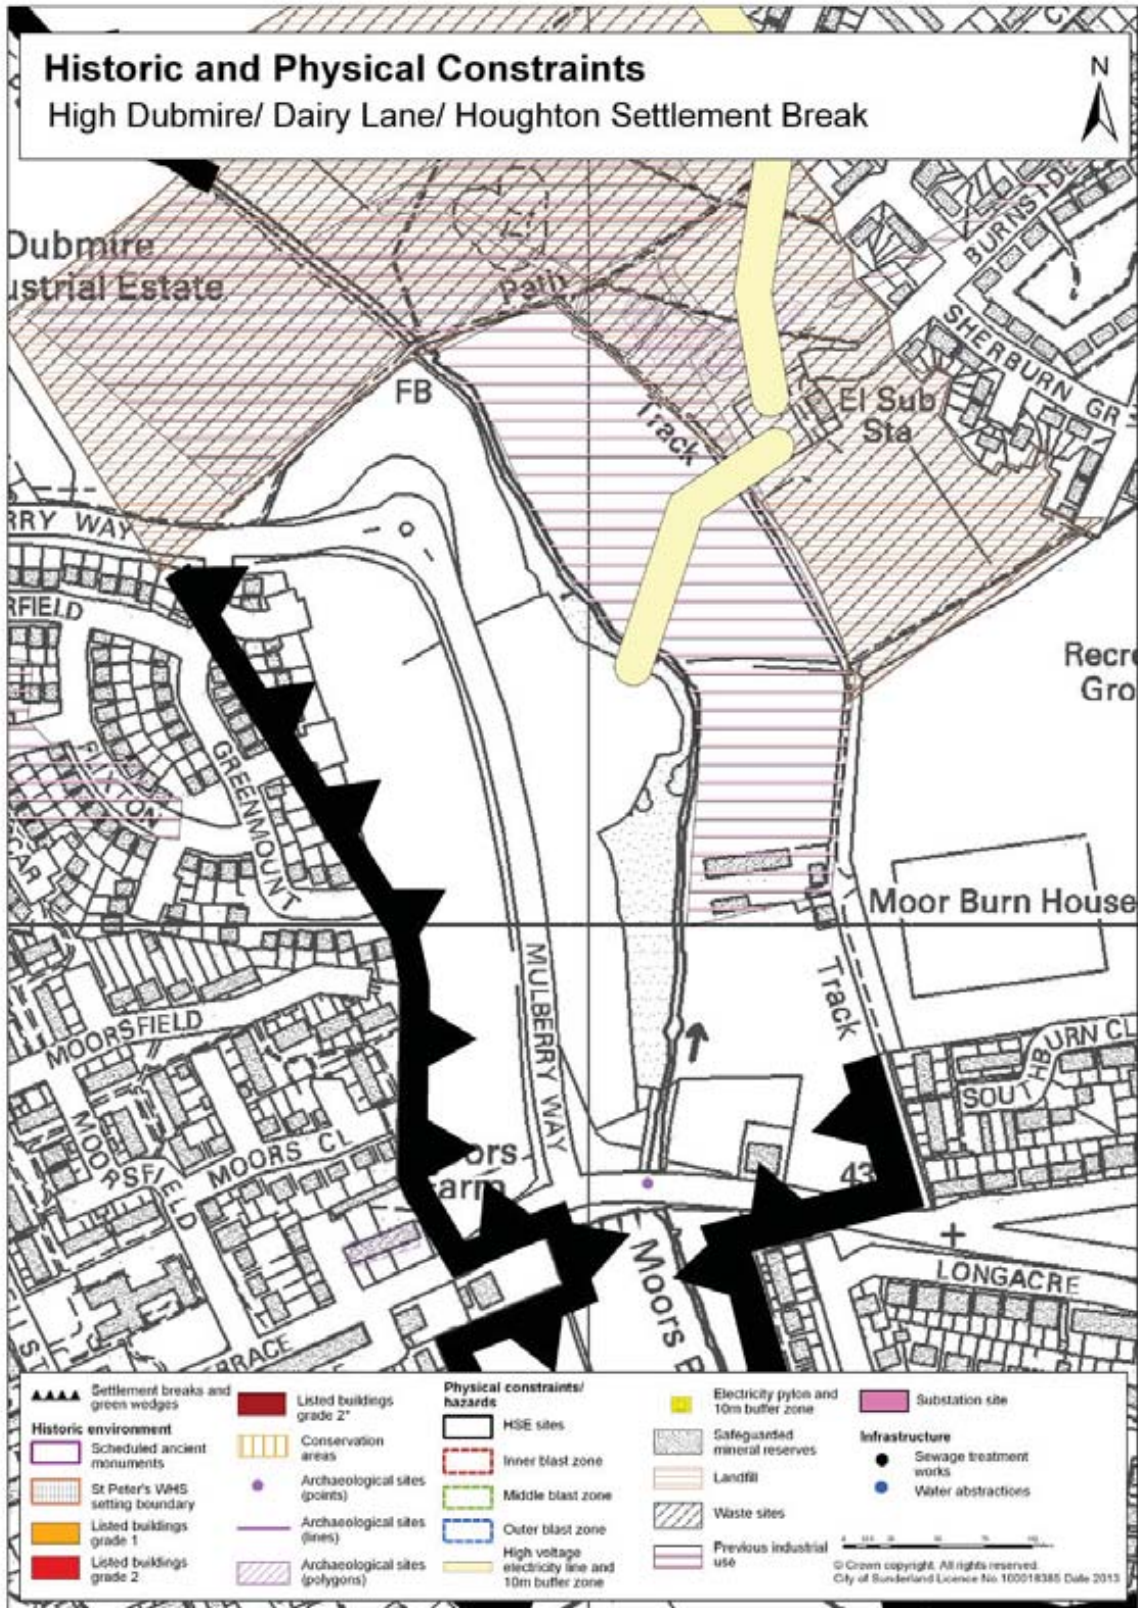 Historic and Physical Constraints
High Dubmire/ Dairy Lane/ Houghton Settlement Break
N
BURNSIDE
Dubmire
ustrial Estate
Path
SHERBURN GR
FB
Track
El Sub
Sta
RRY WAY
RFIELD
Recre
Gro
GREENMOUNT
Moor Burn House
MULBERRY WAY
Track
MOORSFIELD
SOUTHBURN CL
MOORSFIELD
MOORS CL
ors
arm
43
Moors B
LONGACRE
RRACE
Settlement breaks and
green wedges
Historic environment
Scheduled ancient
monuments
St Peter's WHS
setting boundary
Listed buildings
grade 1
Listed buildings
grade 2
Listed buildings
grade 2*
Conservation
areas
Archaeological sites
(points)
Archaeological sites
(lines)
Archaeological sites
(polygons)
Physical constraints/
hazards
HSE sites
Inner blast zone
Middle blast zone
Outer blast zone
High voltage
electricity line and
10m buffer zone
Electricity pylon and
10m buffer zone
Safeguarded
mineral reserves
Landfill
Waste sites
Previous industrial
use
Substation site
Infrastructure
Sewage treatment
works
Water abstractions
© Crown copyright. All rights reserved.
City of Sunderland Licence No 100018385 Date 2013